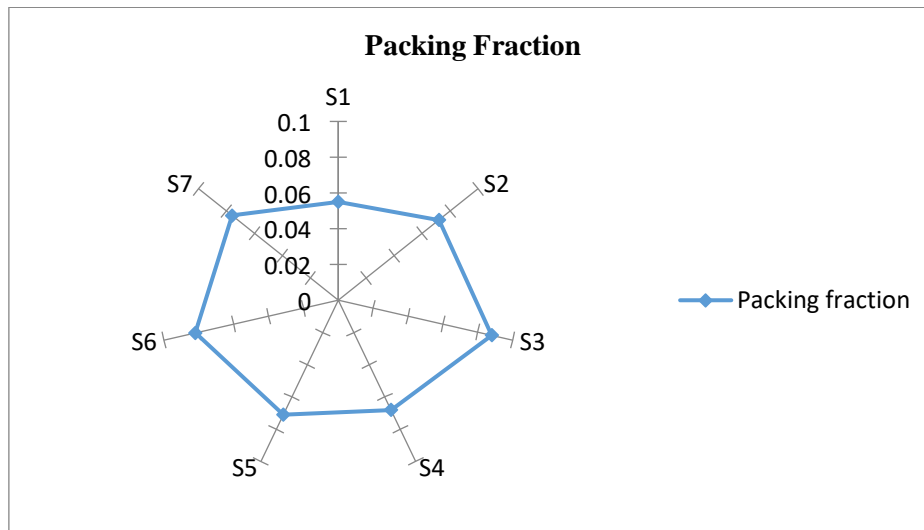 Packing Fraction
S1
0.1
0.08
0.06
0.04
0.02
0
S2
S3
S4
S5
S6
S7
Packing fraction